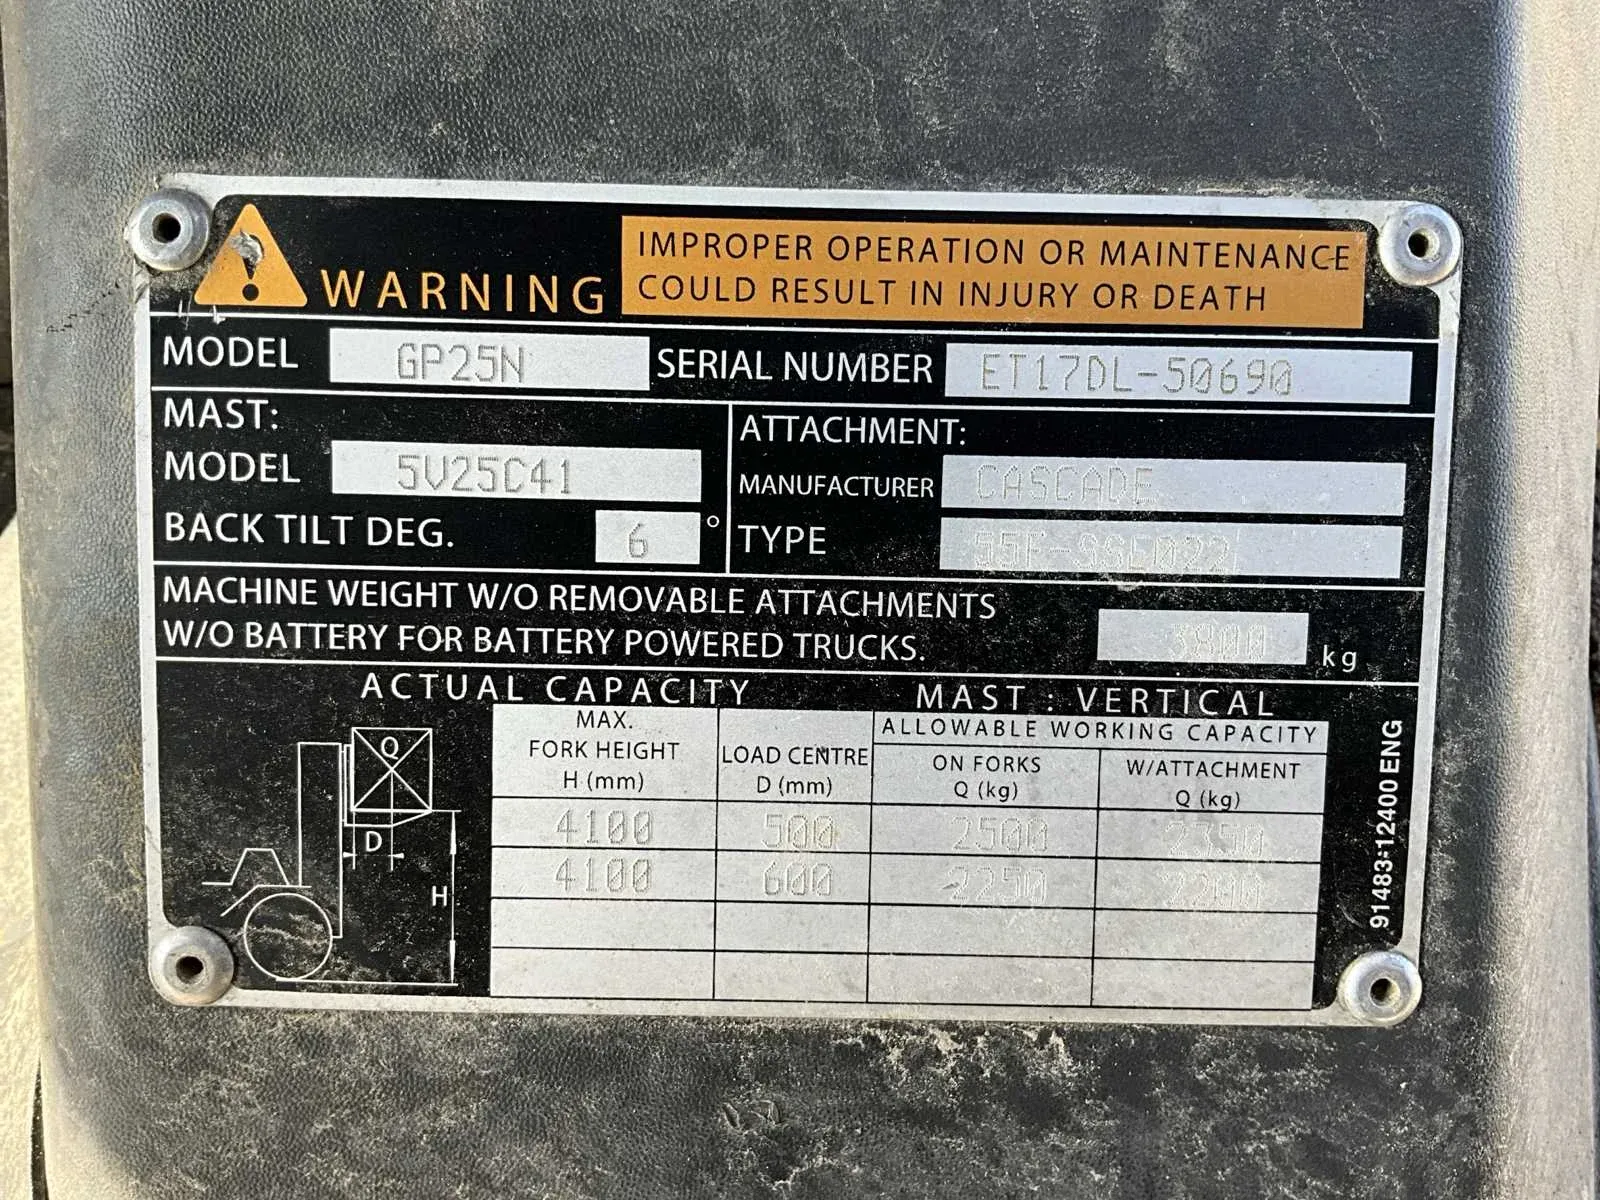 WARNING
IMPROPER OPERATION OR MAINTENANCE
COULD RESULT IN INJURY OR DEATH
MODEL GP25N SERIAL NUMBER ET17DL-50690
MAST:
MODEL 5V25C41
BACK TILT DEG. 6 °
ATTACHMENT:
MANUFACTURER CASCADE
TYPE 55F-SSE022
MACHINE WEIGHT W/O REMOVABLE ATTACHMENTS
W/O BATTERY FOR BATTERY POWERED TRUCKS. 3800 kg
ACTUAL CAPACITY MAST : VERTICAL
MAX.
FORK HEIGHT
H (mm)
LOAD CENTRE
D (mm)
ALLOWABLE WORKING CAPACITY
ON FORKS
Q (kg)
W/ATTACHMENT
Q (kg)
4100 500 2500 2350
4100 600 2250 2200
Q
D
H
91483-12400 ENG